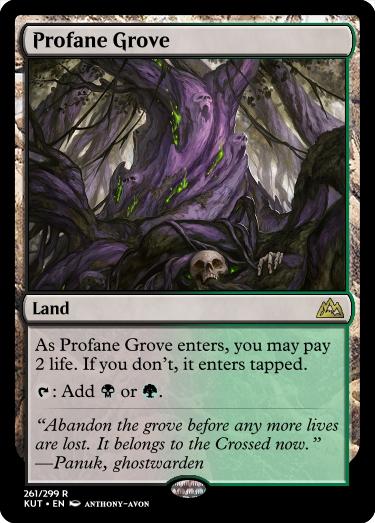 Profane Grove
Land
As Profane Grove enters, you may pay
2 life. If you don't, it enters tapped.
: Add or .
“Abandon the grove before any more lives
are lost. It belongs to the Crossed now.”
—Panuk, ghostwarden
261/299 R
KUT • EN ANTHONY-AVON